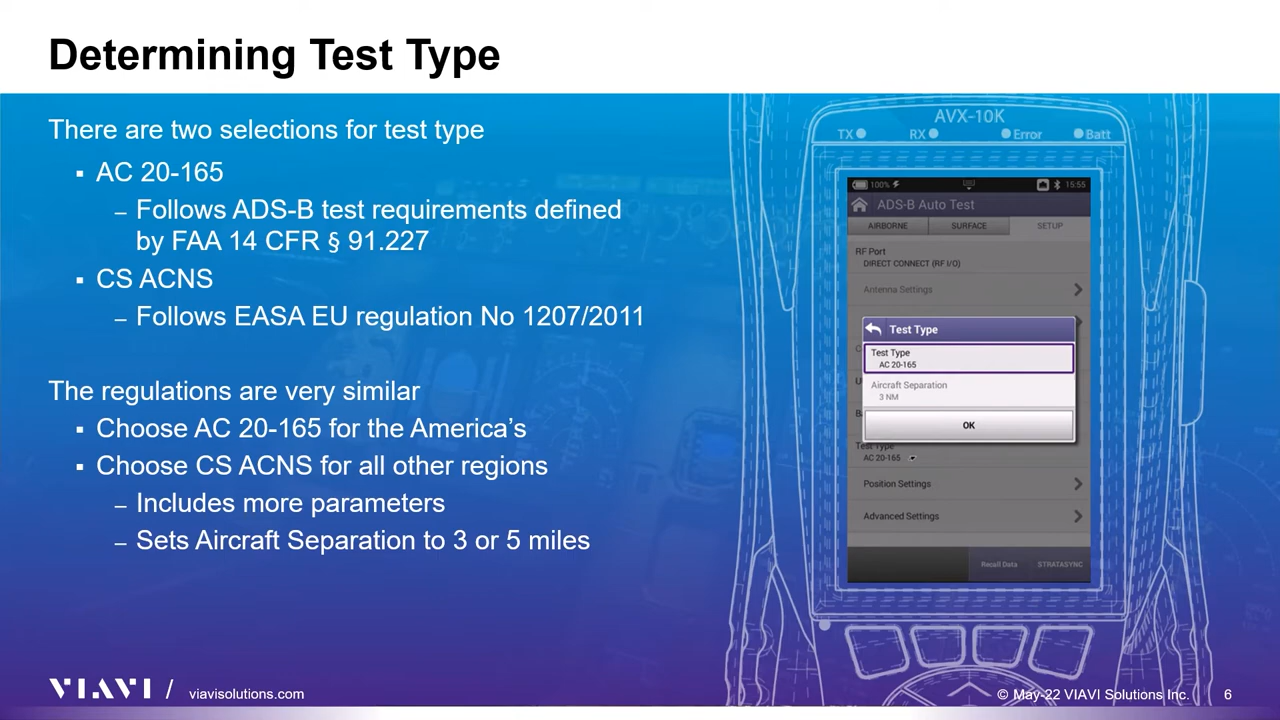 Determining Test Type
There are two selections for test type
▪ AC 20-165
– Follows ADS-B test requirements defined
by FAA 14 CFR § 91.227
▪ CS ACNS
– Follows EASA EU regulation No 1207/2011
The regulations are very similar
▪ Choose AC 20-165 for the America's
▪ Choose CS ACNS for all other regions
– Includes more parameters
– Sets Aircraft Separation to 3 or 5 miles
AVX-10K
TX RX Error Batt
100% 15:55
ADS-B Auto Test
AIRBORNE SURFACE SETUP
RF Port
DIRECT CONNECT (RF I/O)
Antenna Settings
Test Type
Test Type
AC 20-165
Aircraft Separation
3 NM
OK
Test Type
AC 20-165
Position Settings
Advanced Settings
Recall Data STRATASYNC
VIAVI / viavisolutions.com
© May-22 VIAVI Solutions Inc. 6